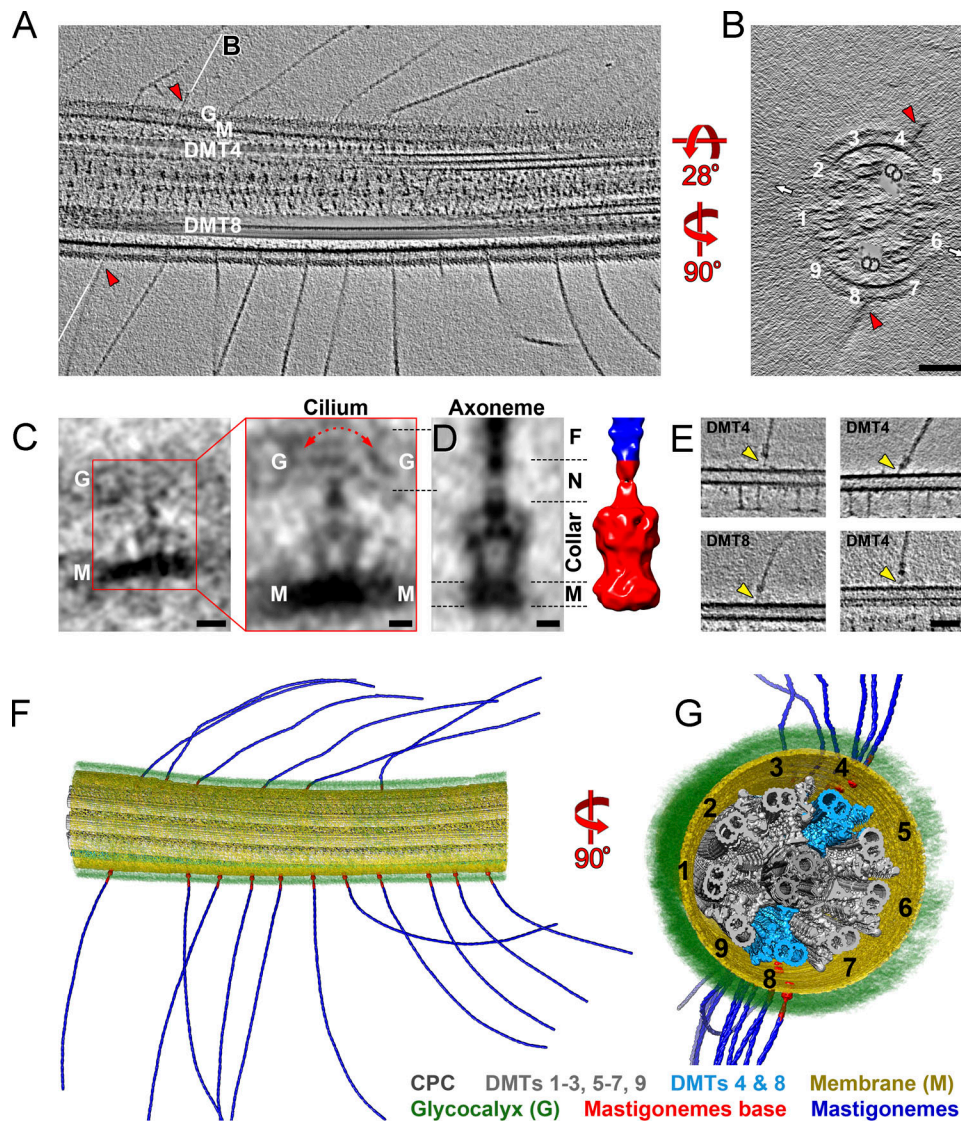 A
B
G
M
DMT4
DMT8
28°
90°
B
1
2
3
4
5
6
7
8
9
C
G
M
Cilium
G
G
M
M
D
Axoneme
F
N
Collar
M
E
DMT4
DMT4
DMT8
DMT4
F
90°
G
1
2
3
4
5
6
7
8
9
CPC DMTs 1-3, 5-7, 9 DMTs 4 & 8 Membrane (M)
Glycocalyx (G) Mastigonemes base Mastigonemes